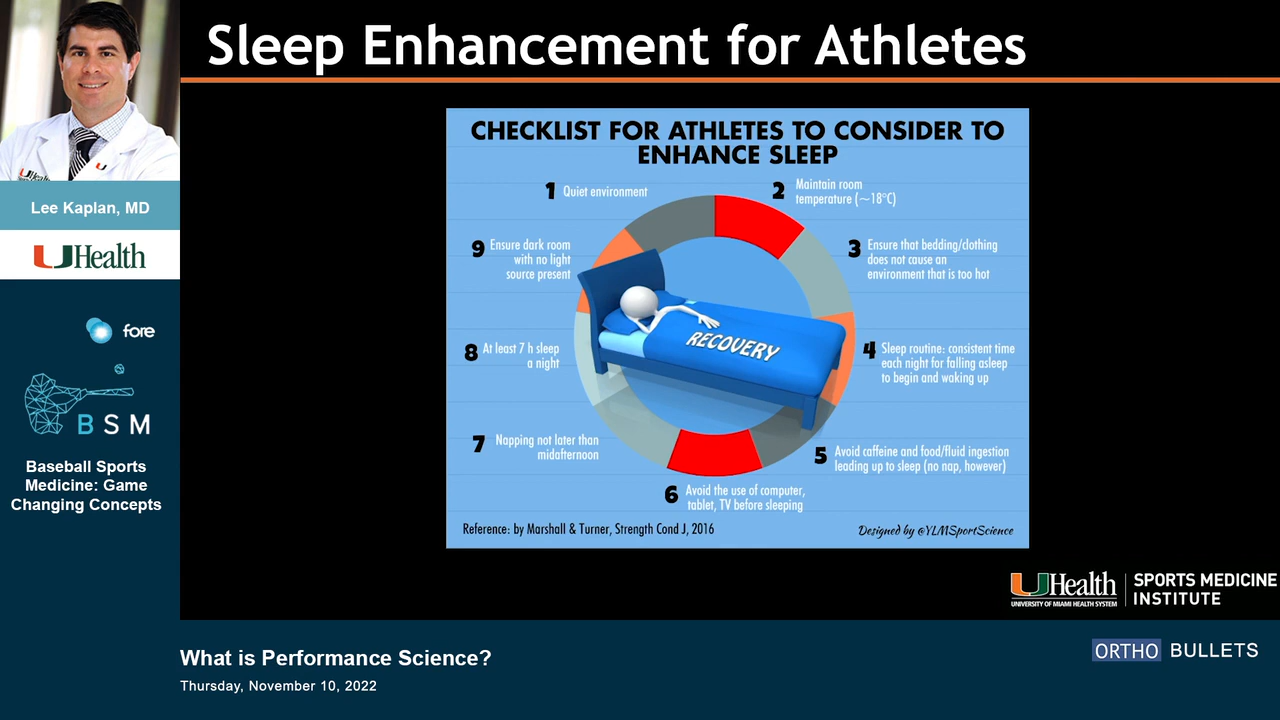 Sleep Enhancement for Athletes
CHECKLIST FOR ATHLETES TO CONSIDER TO
ENHANCE SLEEP
1 Quiet environment
2 Maintain room
temperature (~18°C)
3 Ensure that bedding/clothing
does not cause an
environment that is too hot
4 Sleep routine: consistent time
each night for falling asleep
to begin and waking up
5 Avoid caffeine and food/fluid ingestion
leading up to sleep (no nap, however)
6 Avoid the use of computer,
tablet, TV before sleeping
7 Napping not later than
midafternoon
8 At least 7 h sleep
a night
9 Ensure dark room
with no light
source present
RECOVERY
Reference: by Marshall & Turner, Strength Cond J, 2016
Designed by @YLMSportScience
UHealth
UNIVERSITY OF MIAMI HEALTH SYSTEM
SPORTS MEDICINE
INSTITUTE
UHealth
Lee Kaplan, MD
UHealth
fore
BSM
Baseball Sports
Medicine: Game
Changing Concepts
What is Performance Science?
Thursday, November 10, 2022
ORTHO BULLETS